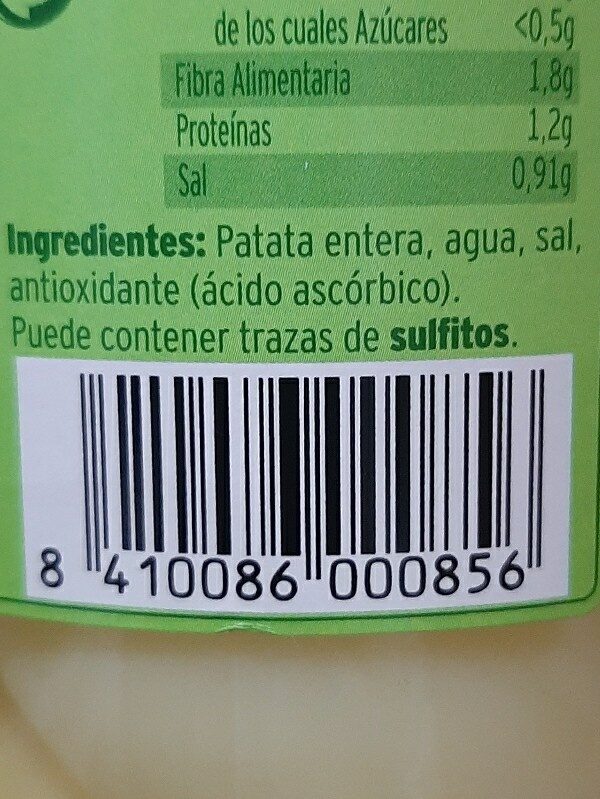 de los cuales Azúcares <0,5g
Fibra Alimentaria 1,8g
Proteínas 1,2g
Sal 0,91g
Ingredientes: Patata entera, agua, sal,
antioxidante (ácido ascórbico).
Puede contener trazas de sulfitos.
8 410086 000856